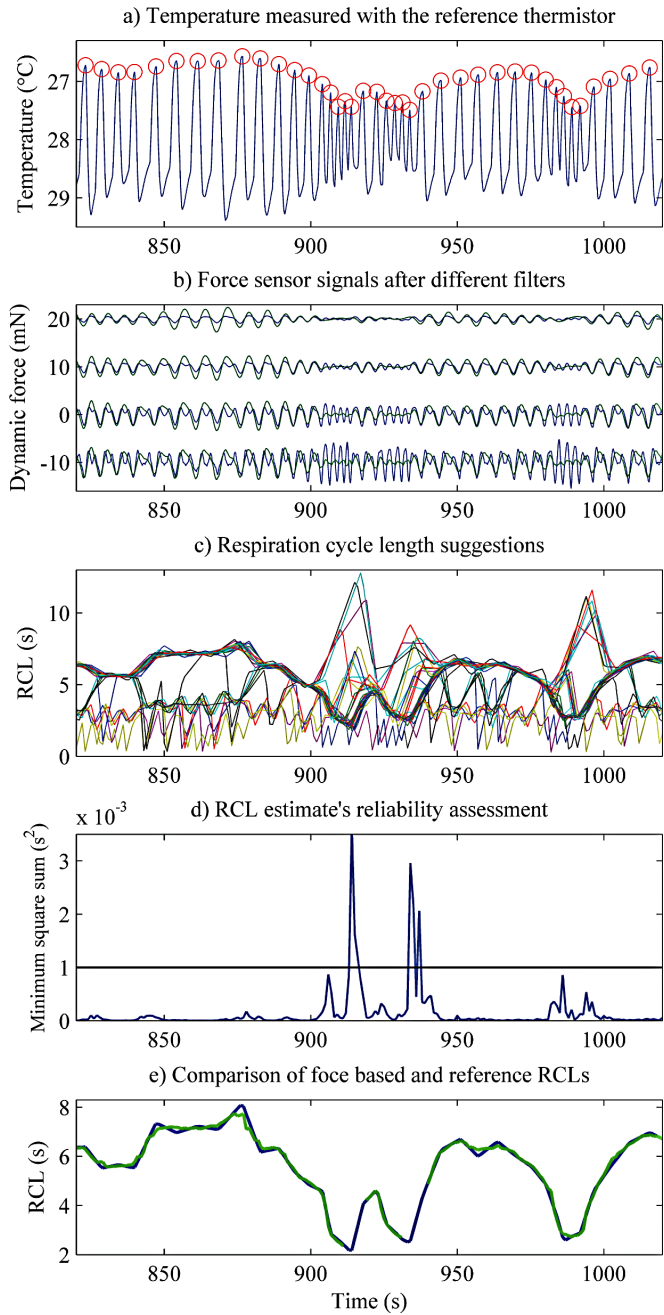 a) Temperature measured with the reference thermistor
Temperature (°C)
27
28
29
850 900 950 1000
b) Force sensor signals after different filters
Dynamic force (mN)
20
10
0
-10
850 900 950 1000
c) Respiration cycle length suggestions
RCL (s)
10
5
0
850 900 950 1000
x 10⁻³
d) RCL estimate's reliability assessment
Minimum square sum (s²)
3
2
1
0
850 900 950 1000
e) Comparison of foce based and reference RCLs
RCL (s)
8
6
4
2
850 900 950 1000
Time (s)